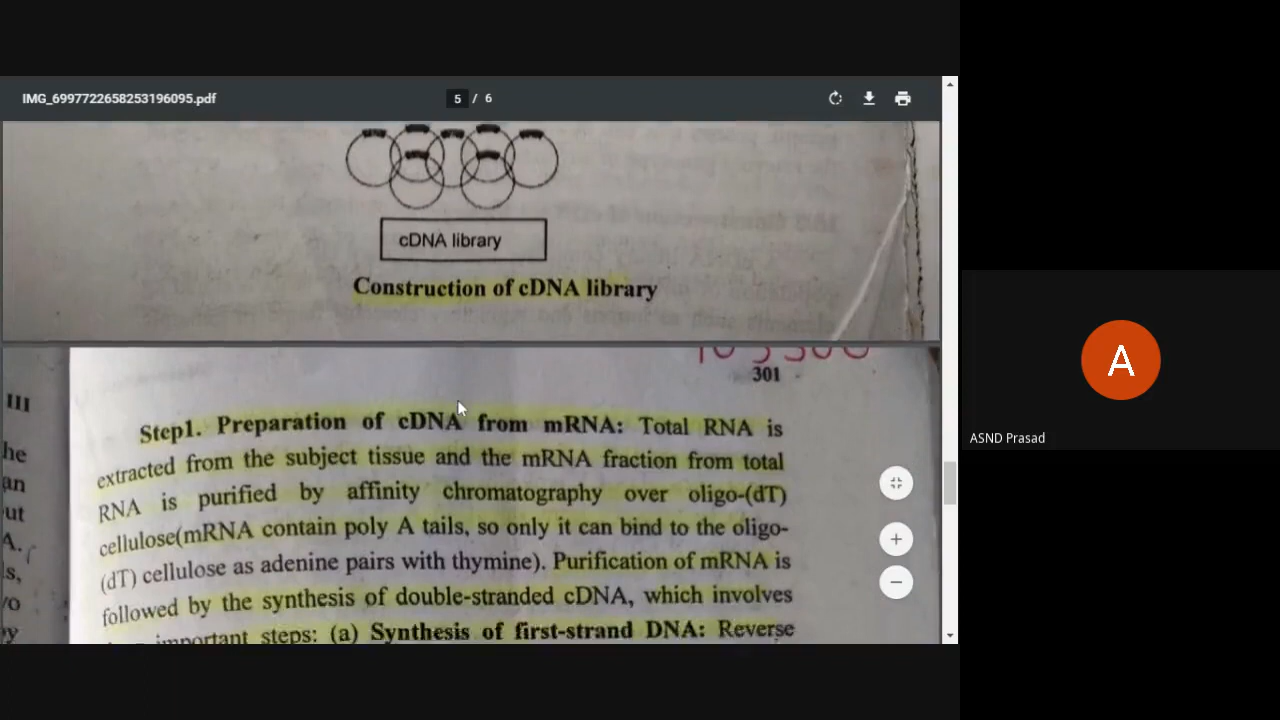 IMG_6997722658253196095.pdf
5 / 6
cDNA library
Construction of cDNA library
301
Step1. Preparation of cDNA from mRNA: Total RNA is
extracted from the subject tissue and the mRNA fraction from total
RNA is purified by affinity chromatography over oligo-(dT)
cellulose(mRNA contain poly A tails, so only it can bind to the oligo-
(dT) cellulose as adenine pairs with thymine). Purification of mRNA is
followed by the synthesis of double-stranded cDNA, which involves
important steps: (a) Synthesis of first-strand DNA: Reverse
III
he
an
out
A.
s,
y
A
ASND Prasad